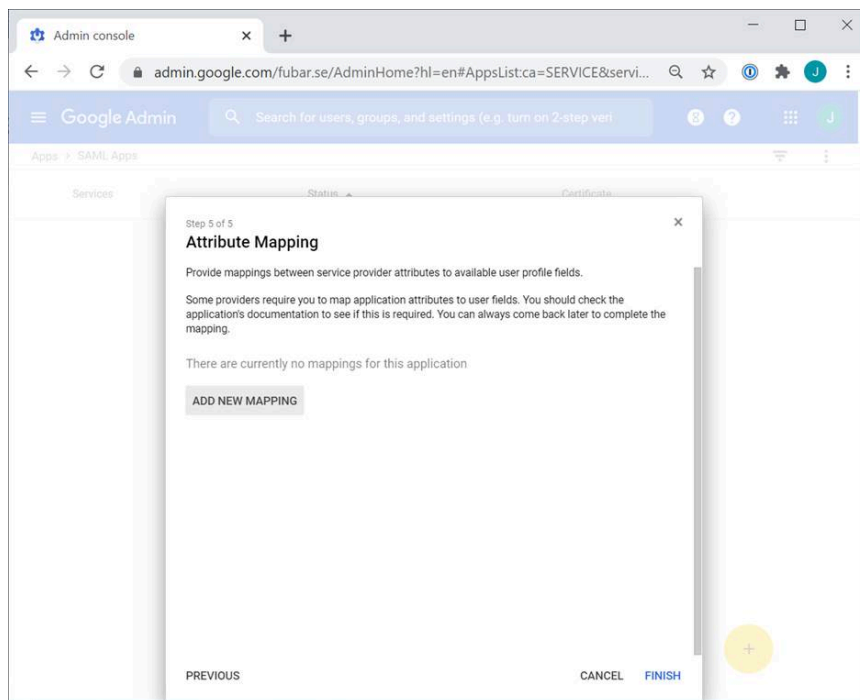 Admin console
admin.google.com/fubar.se/AdminHome?hl=en#AppsList:ca=SERVICE&servi...
J
Google Admin
Search for users, groups, and settings (e.g. turn on 2-step veri
8
?
J
Apps > SAML Apps
Services Status Certificate
Step 5 of 5
Attribute Mapping
Provide mappings between service provider attributes to available user profile fields.
Some providers require you to map application attributes to user fields. You should check the
application's documentation to see if this is required. You can always come back later to complete the
mapping.
There are currently no mappings for this application
ADD NEW MAPPING
PREVIOUS CANCEL FINISH